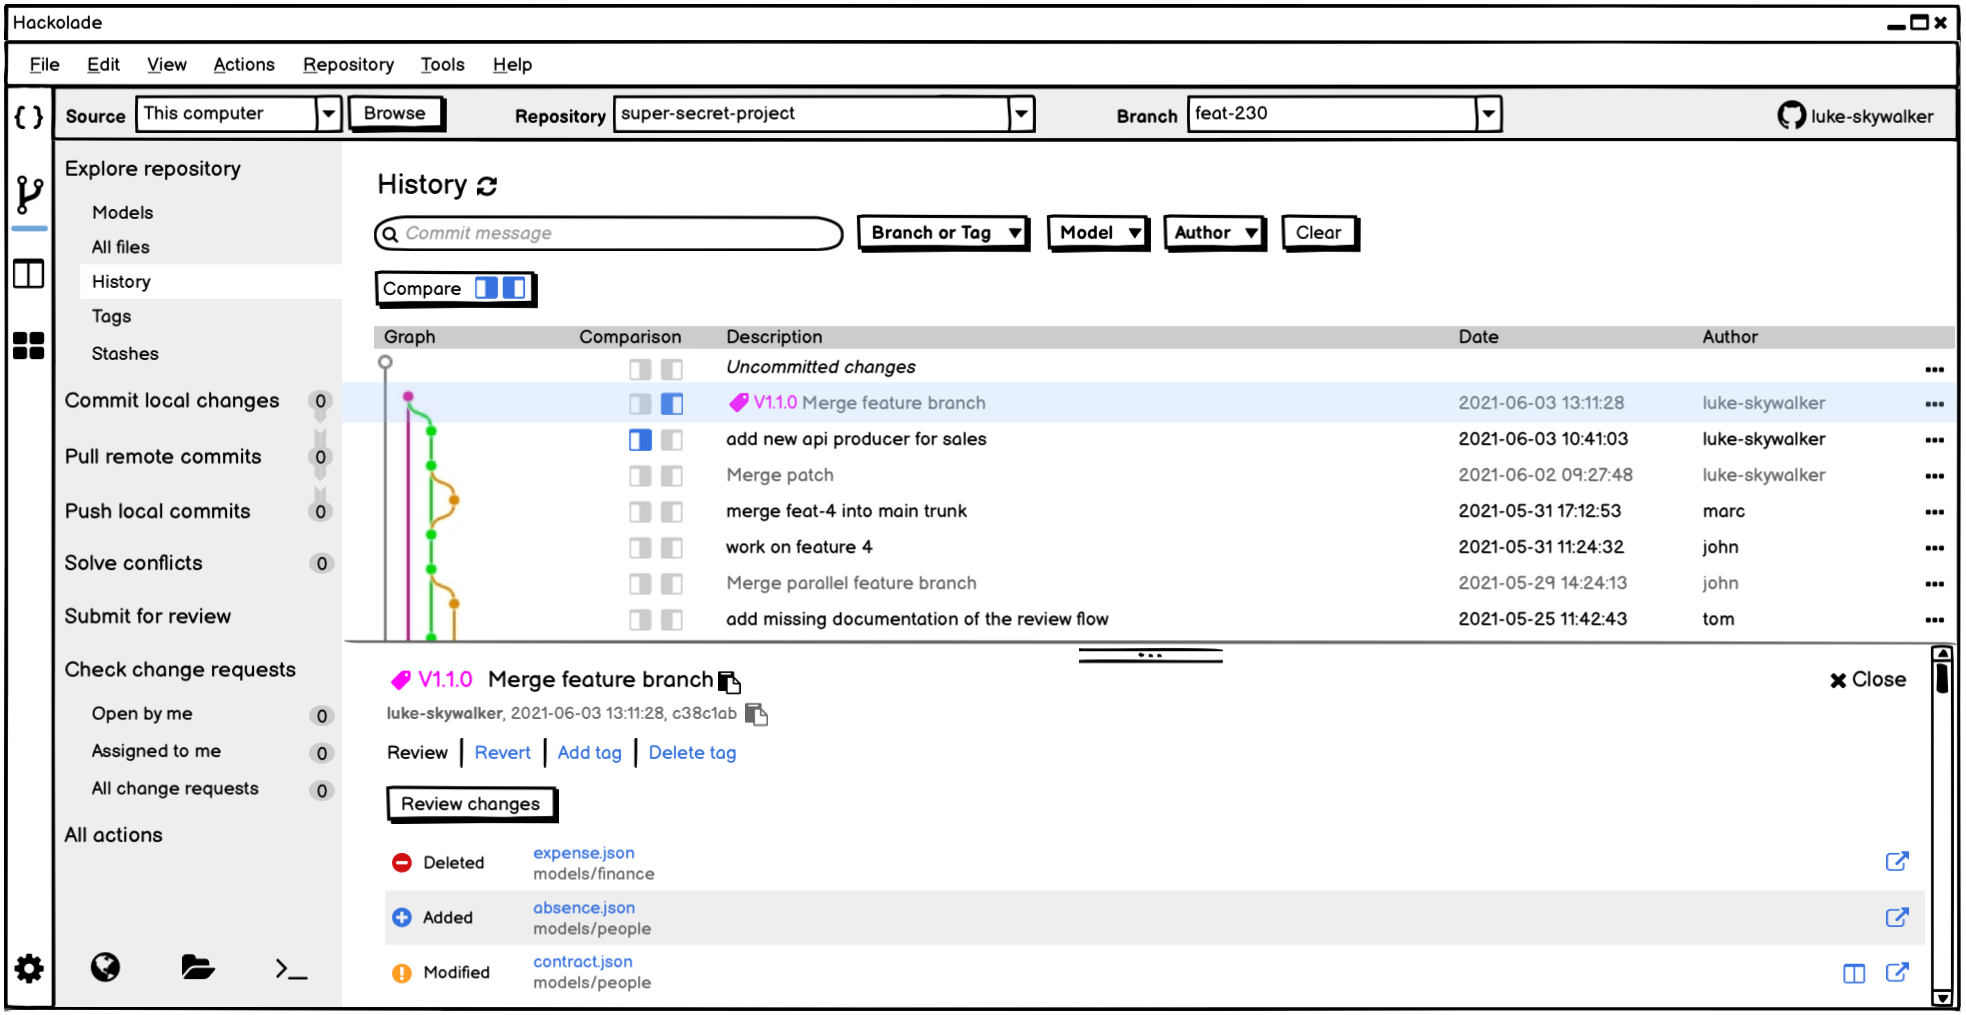 Hackolade
File Edit View Actions Repository Tools Help
Source This computer Browse Repository super-secret-project Branch feat-230 luke-skywalker
Explore repository
Models
All files
History
Tags
Stashes
Commit local changes 0
Pull remote commits 0
Push local commits 0
Solve conflicts 0
Submit for review
Check change requests
Open by me 0
Assigned to me 0
All change requests 0
All actions
History
Commit message Branch or Tag Model Author Clear
Compare
Graph Comparison Description Date Author
Uncommitted changes
V1.1.0 Merge feature branch 2021-06-03 13:11:28 luke-skywalker
add new api producer for sales 2021-06-03 10:41:03 luke-skywalker
Merge patch 2021-06-02 09:27:48 luke-skywalker
merge feat-4 into main trunk 2021-05-31 17:12:53 marc
work on feature 4 2021-05-31 11:24:32 john
Merge parallel feature branch 2021-05-29 14:24:13 john
add missing documentation of the review flow 2021-05-25 11:42:43 tom
V1.1.0 Merge feature branch Close
luke-skywalker, 2021-06-03 13:11:28, c38c1ab
Review Revert Add tag Delete tag
Review changes
Deleted expense.json
models/finance
Added absence.json
models/people
Modified contract.json
models/people